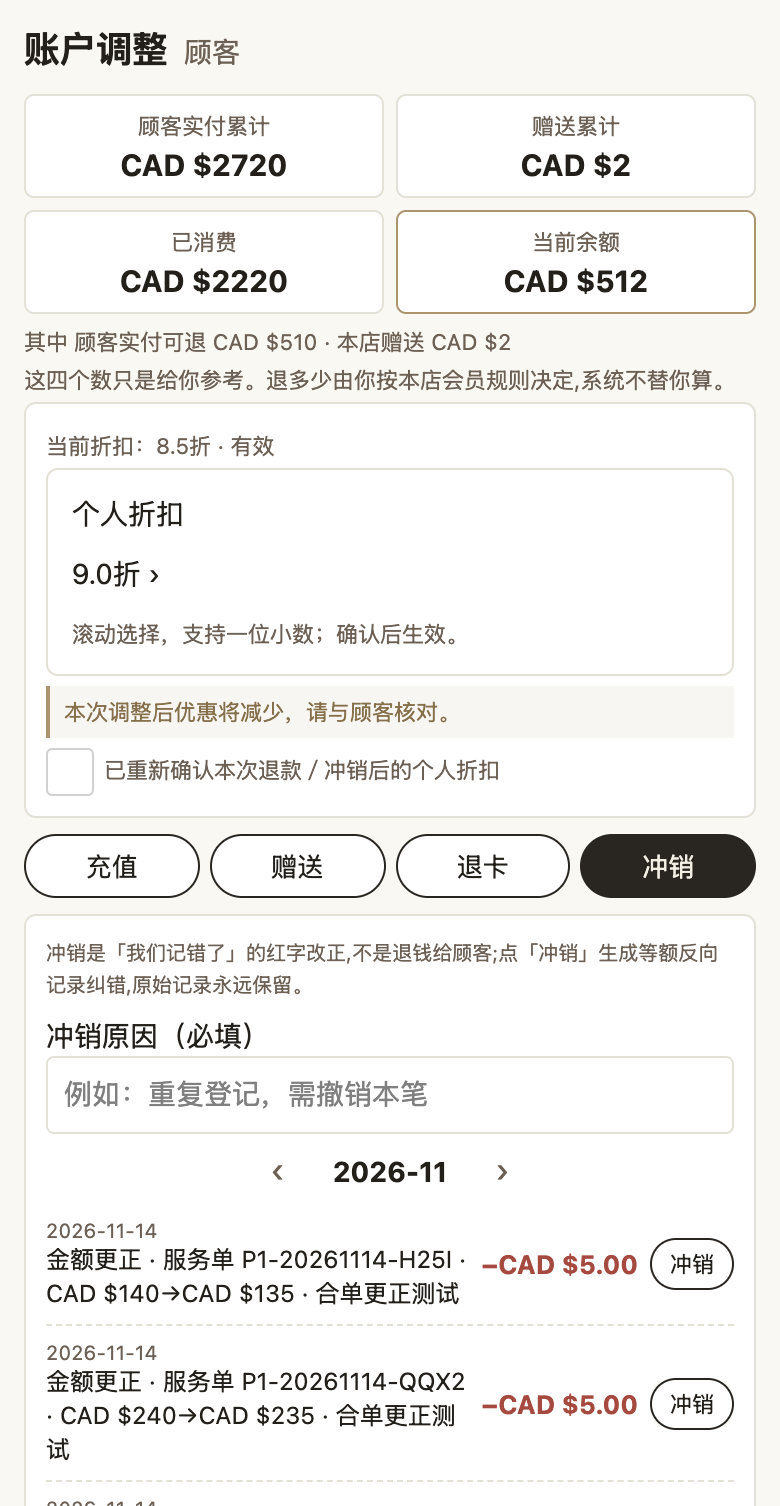 账户调整 顾客
顾客实付累计
CAD $2720
赠送累计
CAD $2
已消费
CAD $2220
当前余额
CAD $512
其中 顾客实付可退 CAD $510 · 本店赠送 CAD $2
这四个数只是给你参考。退多少由你按本店会员规则决定,系统不替你算。
当前折扣：8.5折 · 有效
个人折扣
9.0折 ›
滚动选择，支持一位小数；确认后生效。
本次调整后优惠将减少，请与顾客核对。
已重新确认本次退款 / 冲销后的个人折扣
充值 赠送 退卡 冲销
冲销是「我们记错了」的红字改正,不是退钱给顾客;点「冲销」生成等额反向
记录纠错,原始记录永远保留。
冲销原因（必填）
例如：重复登记，需撤销本笔
‹ 2026-11 ›
2026-11-14
金额更正 · 服务单 P1-20261114-H25I ·
CAD $140→CAD $135 · 合单更正测试
–CAD $5.00 冲销
2026-11-14
金额更正 · 服务单 P1-20261114-QQX2
· CAD $240→CAD $235 · 合单更正测
试
–CAD $5.00 冲销